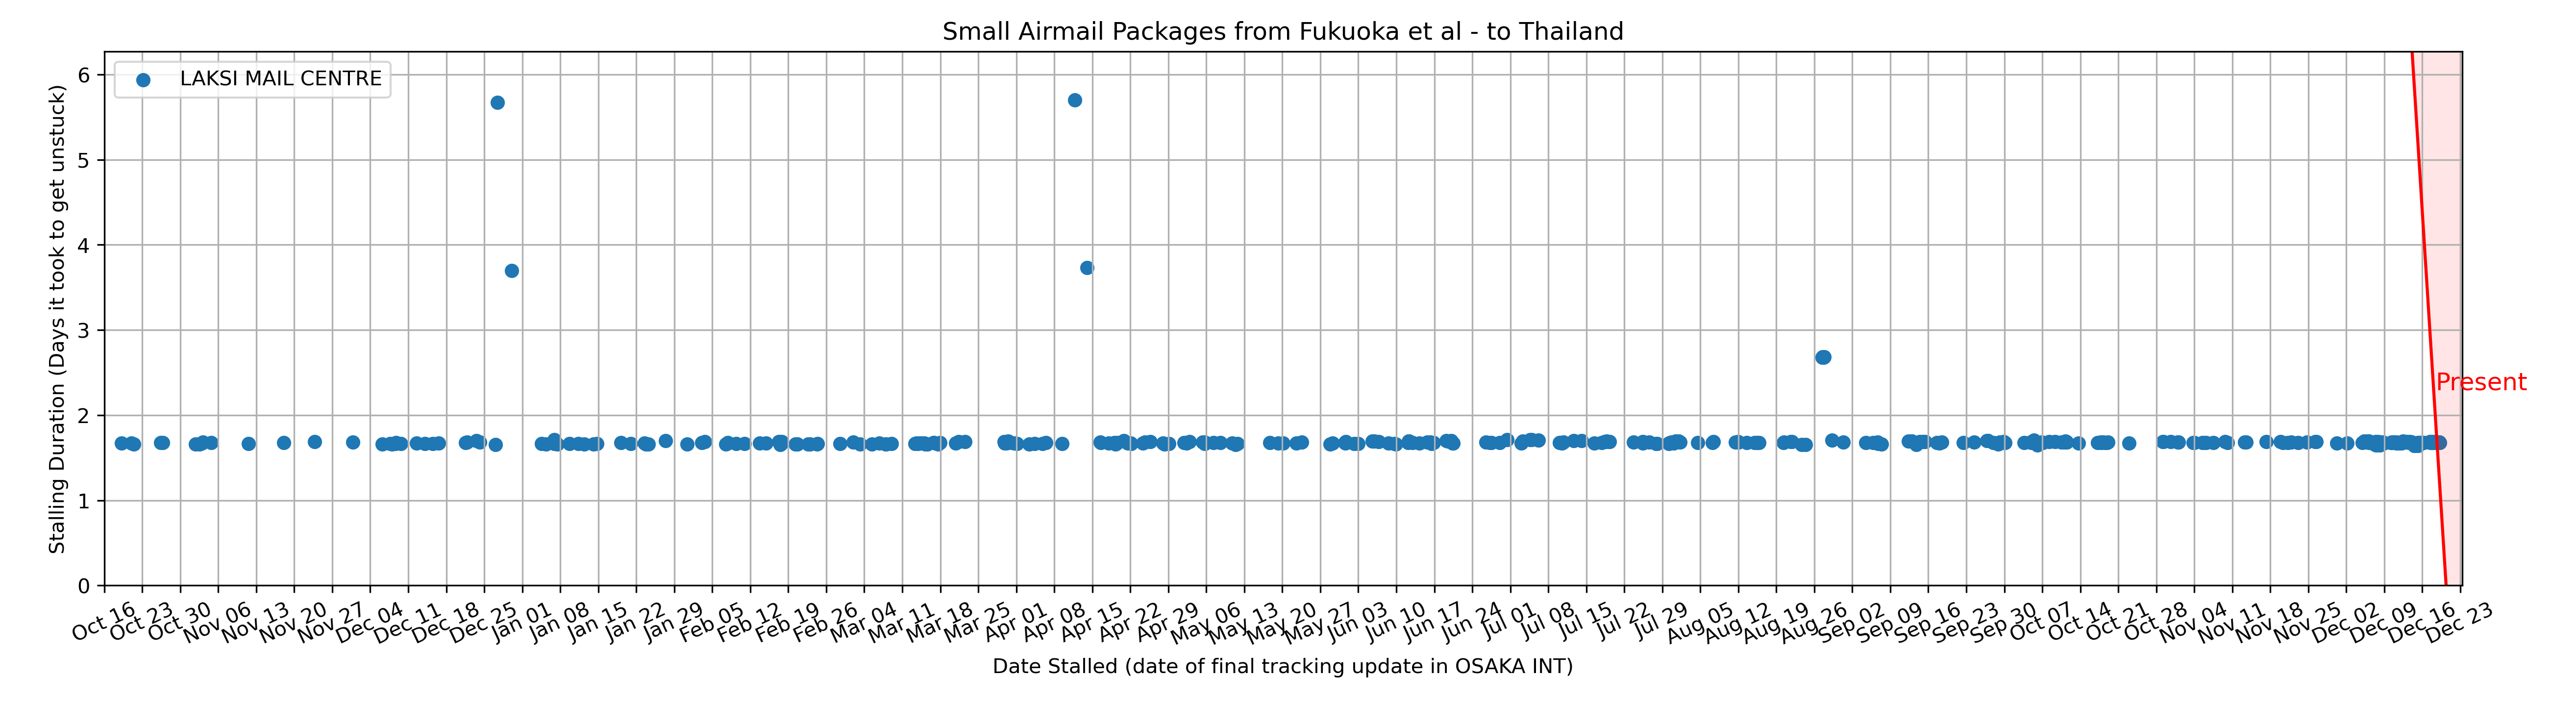 Small Airmail Packages from Fukuoka et al - to Thailand
LAKSI MAIL CENTRE
Stalling Duration (Days it took to get unstuck)
6
5
4
3
2
1
0
Present
Oct 16
Oct 23
Oct 30
Nov 06
Nov 13
Nov 20
Nov 27
Dec 04
Dec 11
Dec 18
Dec 25
Jan 01
Jan 08
Jan 15
Jan 22
Jan 29
Feb 05
Feb 12
Feb 19
Feb 26
Mar 04
Mar 11
Mar 18
Mar 25
Apr 01
Apr 08
Apr 15
Apr 22
Apr 29
May 06
May 13
May 20
May 27
Jun 03
Jun 10
Jun 17
Jun 24
Jul 01
Jul 08
Jul 15
Jul 22
Jul 29
Aug 05
Aug 12
Aug 19
Aug 26
Sep 02
Sep 09
Sep 16
Sep 23
Sep 30
Oct 07
Oct 14
Oct 21
Oct 28
Nov 04
Nov 11
Nov 18
Nov 25
Dec 02
Dec 09
Dec 16
Dec 23
Date Stalled (date of final tracking update in OSAKA INT)